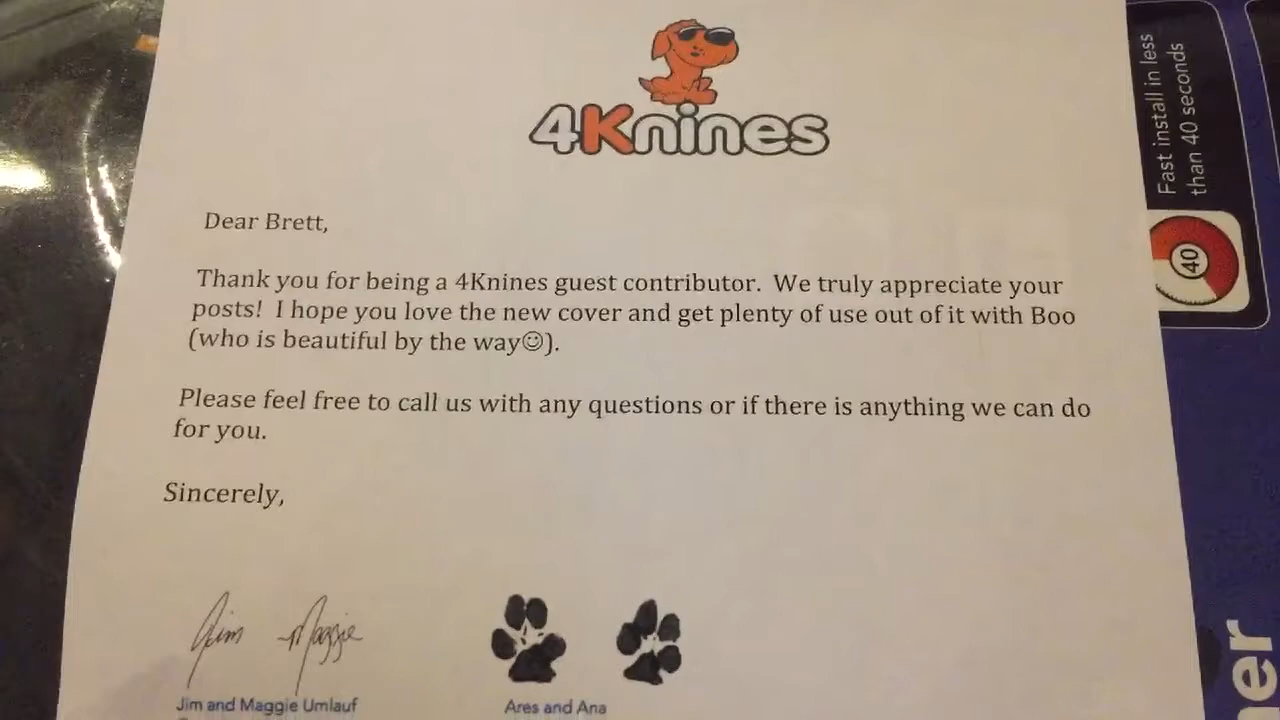 4Knines
Dear Brett,
Thank you for being a 4Knines guest contributor. We truly appreciate your
posts! I hope you love the new cover and get plenty of use out of it with Boo
(who is beautiful by the way☺).
Please feel free to call us with any questions or if there is anything we can do
for you.
Sincerely,
Jim Maggie
Jim and Maggie Umlauf
Ares and Ana
Fast install in less
than 40 seconds
40
er